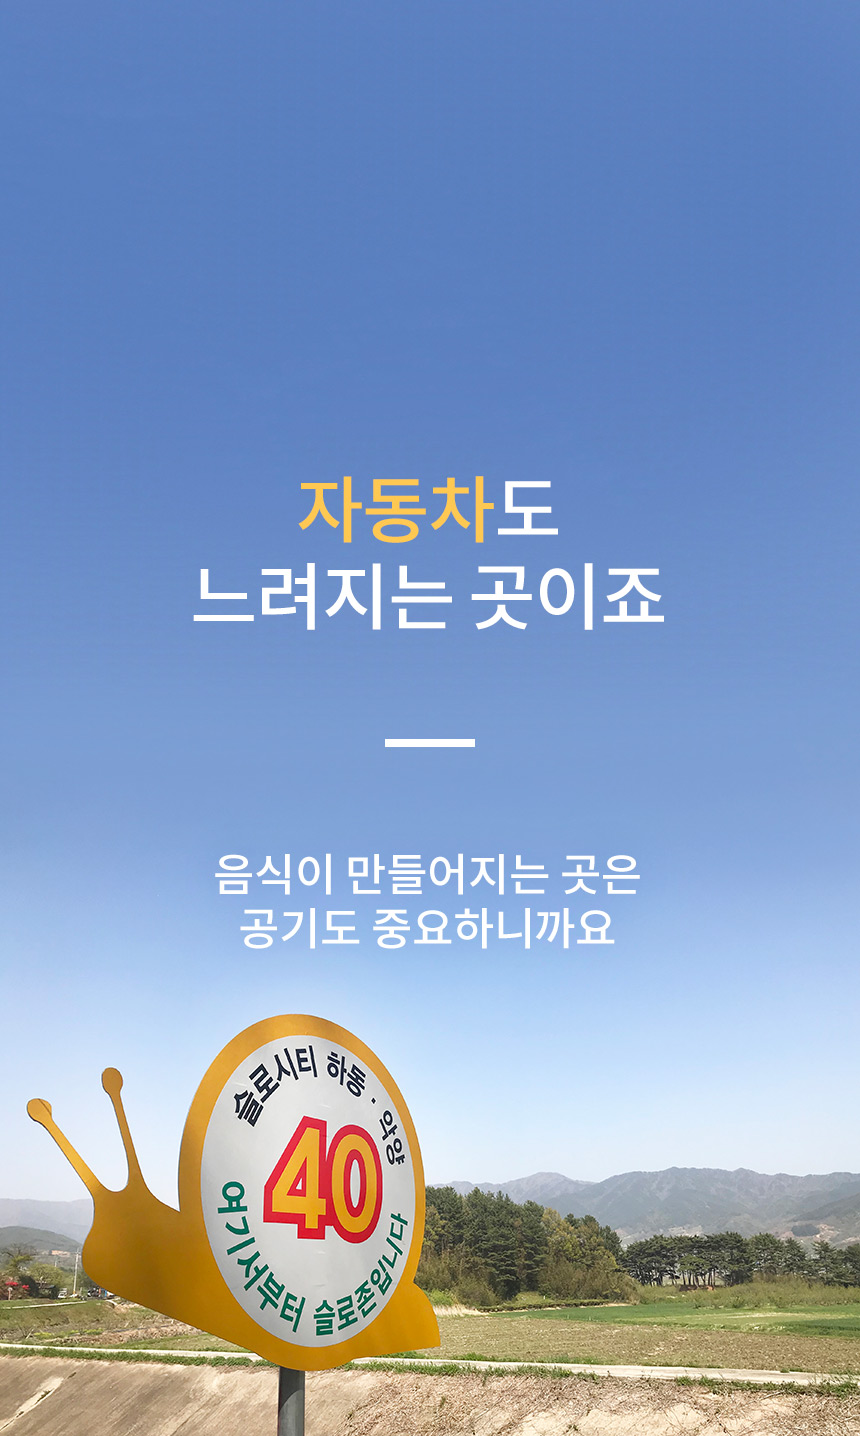 자동차도
느려지는 곳이죠
음식이 만들어지는 곳은
공기도 중요하니까요
슬로시티 하동 · 악양
40
여기서부터 슬로존입니다